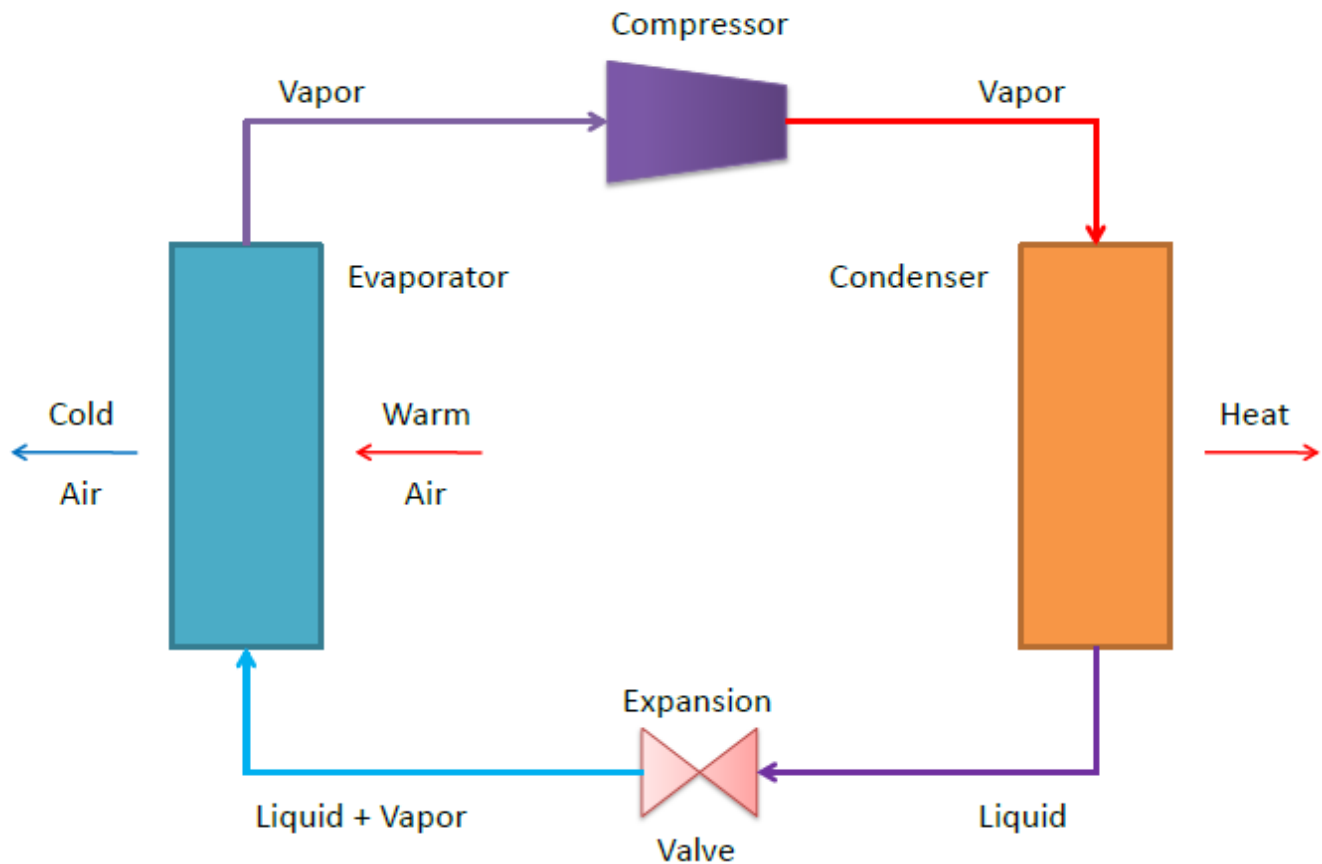 Compressor
Vapor
Vapor
Evaporator
Condenser
Cold
Air
Warm
Air
Heat
Expansion
Valve
Liquid + Vapor
Liquid